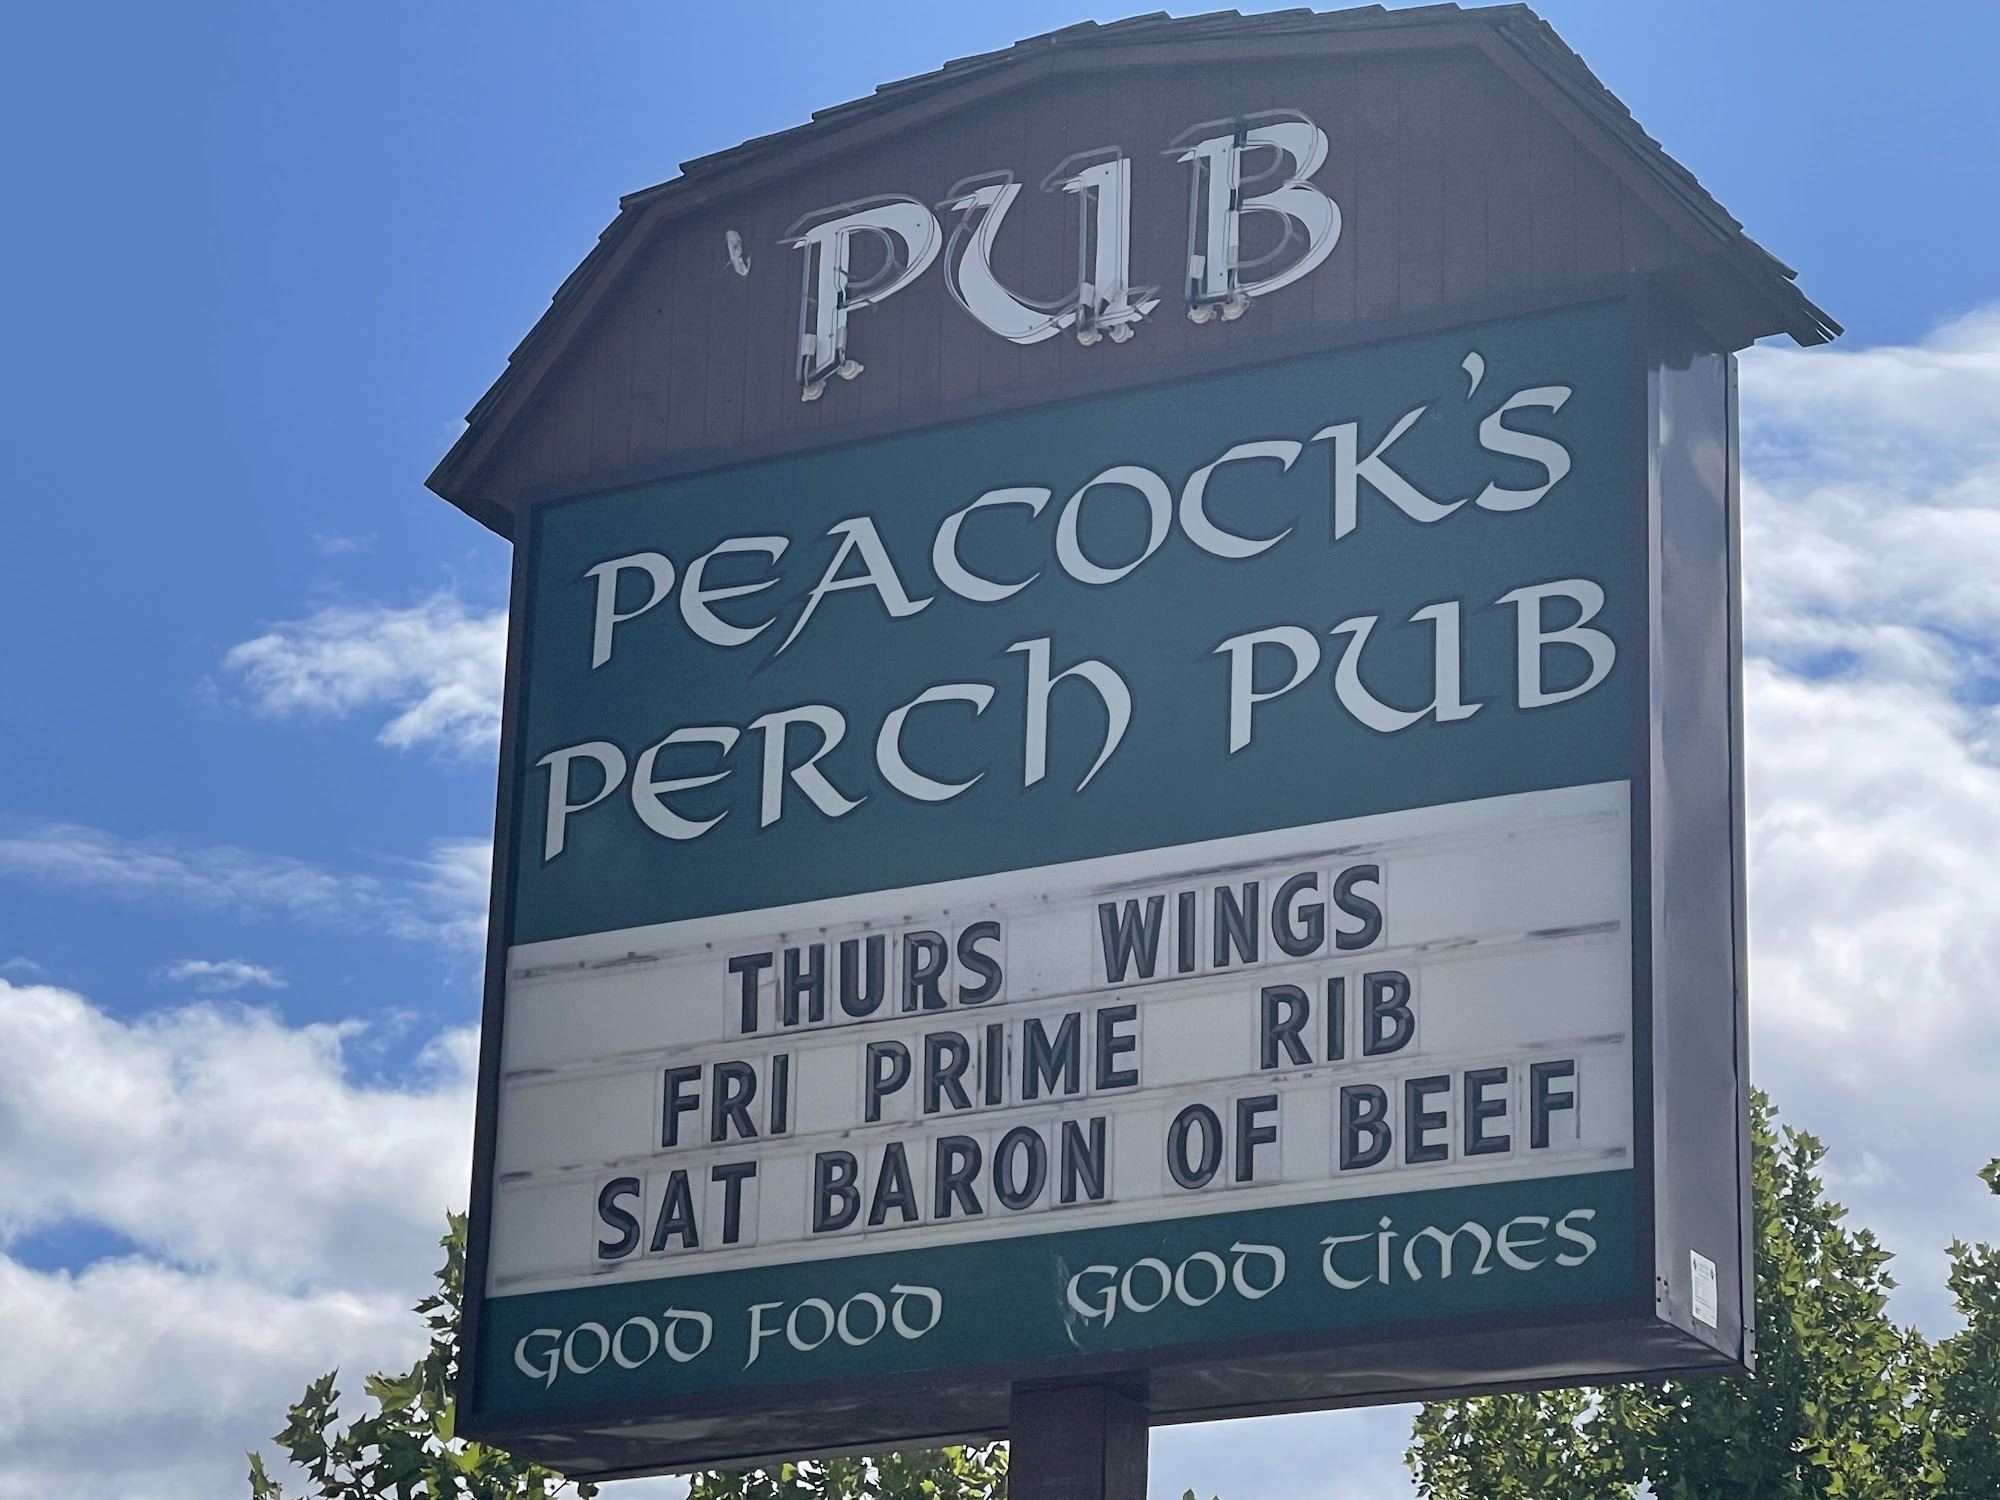 PUB
PEACOCK'S
PERCH PUB
THURS WINGS
FRI PRIME RIB
SAT BARON OF BEEF
GOOD FOOD GOOD TIMES